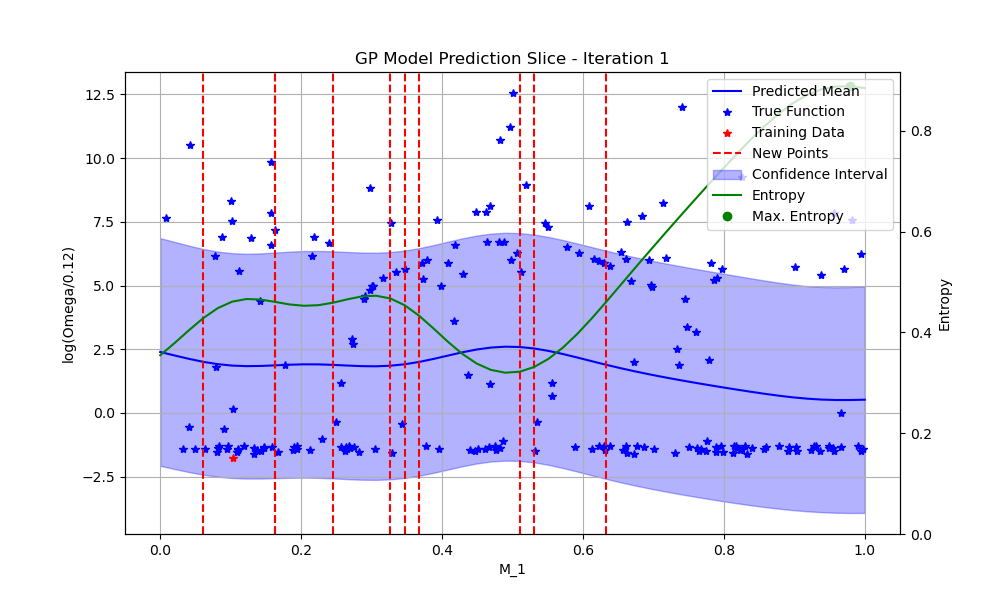 GP Model Prediction Slice - Iteration 1
12.5
10.0
7.5
5.0
2.5
0.0
−2.5
log(Omega/0.12)
0.0
0.2
0.4
0.6
0.8
1.0
M_1
0.8
0.6
0.4
0.2
0.0
Entropy
Predicted Mean
True Function
Training Data
New Points
Confidence Interval
Entropy
Max. Entropy